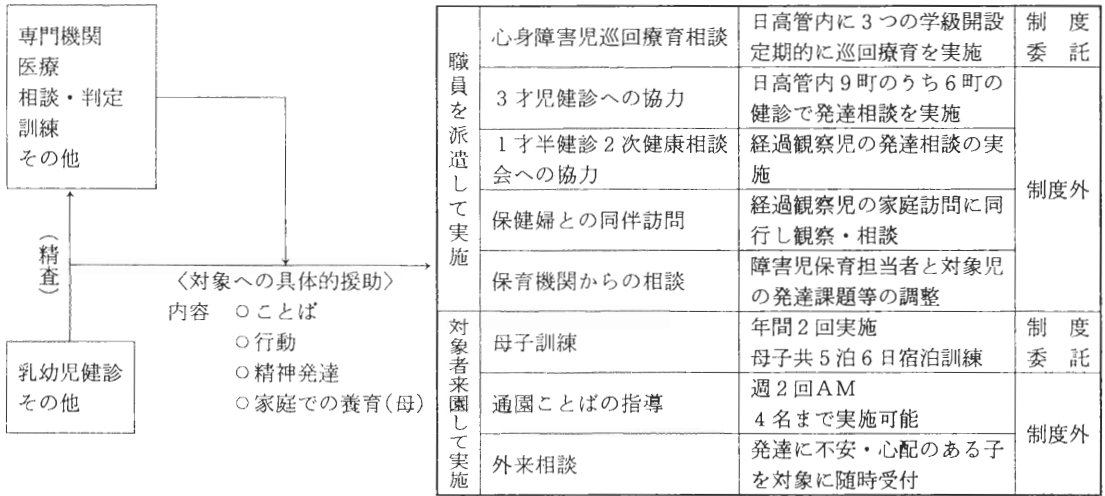 専門機関
医療
相談・判定
訓練
その他
(精査)
乳幼児健診
その他
〈対象への具体的援助〉
内容 ○ことば
○行動
○精神発達
○家庭での養育(母)
職員を派遣して実施
心身障害児巡回療育相談
日高管内に3つの学級開設
定期的に巡回療育を実施
制度
委託
3才児健診への協力
日高管内9町のうち6町の
健診で発達相談を実施
1才半健診2次健康相談
会への協力
経過観察児の発達相談の実
施
保健婦との同伴訪問
経過観察児の家庭訪問に同
行し観察・相談
保育機関からの相談
障害児保育担当者と対象児
の発達課題等の調整
制度外
対象者来園して実施
母子訓練
年間2回実施
母子共5泊6日宿泊訓練
制度
委託
通園ことばの指導
週2回AM
4名まで実施可能
外来相談
発達に不安・心配のある子
を対象に随時受付
制度外